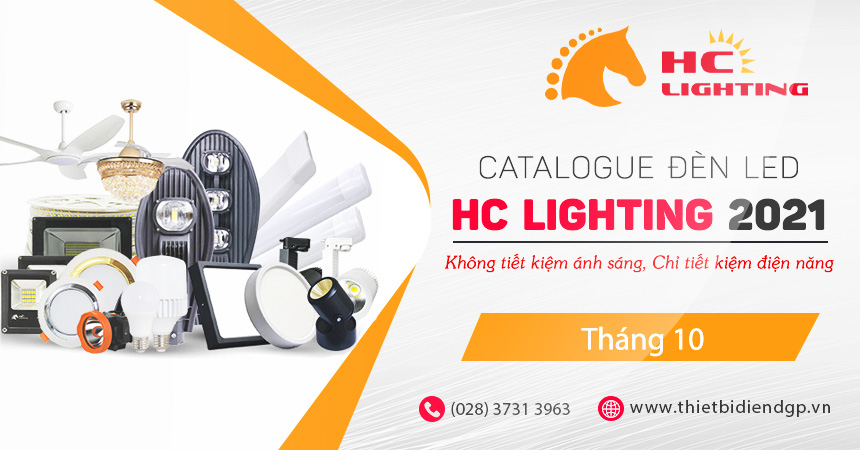 HC
LIGHTING
CATALOGUE ĐÈN LED
HC LIGHTING 2021
Không tiết kiệm ánh sáng, Chỉ tiết kiệm điện năng
Tháng 10
(028) 3731 3963
www.thietbidiendgp.vn